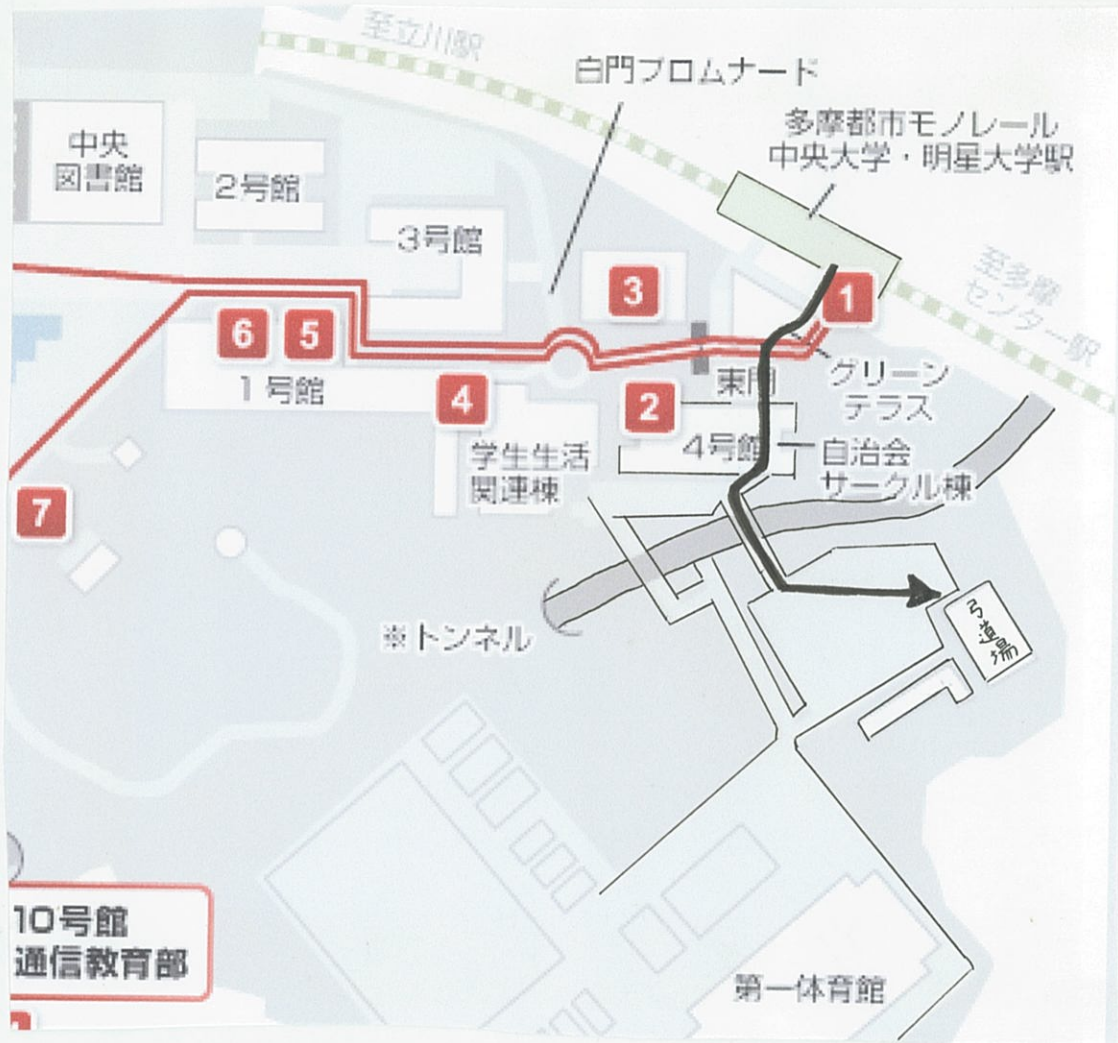 至立川駅
白門プロムナード
多摩都市モノレール
中央大学・明星大学駅
中央
図書館
2号館
3号館
至多摩
センター駅
3
1
6
5
1号館
4
2
東門
グリーン
テラス
学生生活
関連棟
4号館
自治会
サークル棟
7
※トンネル
弓道場
10号館
通信教育部
第一体育館